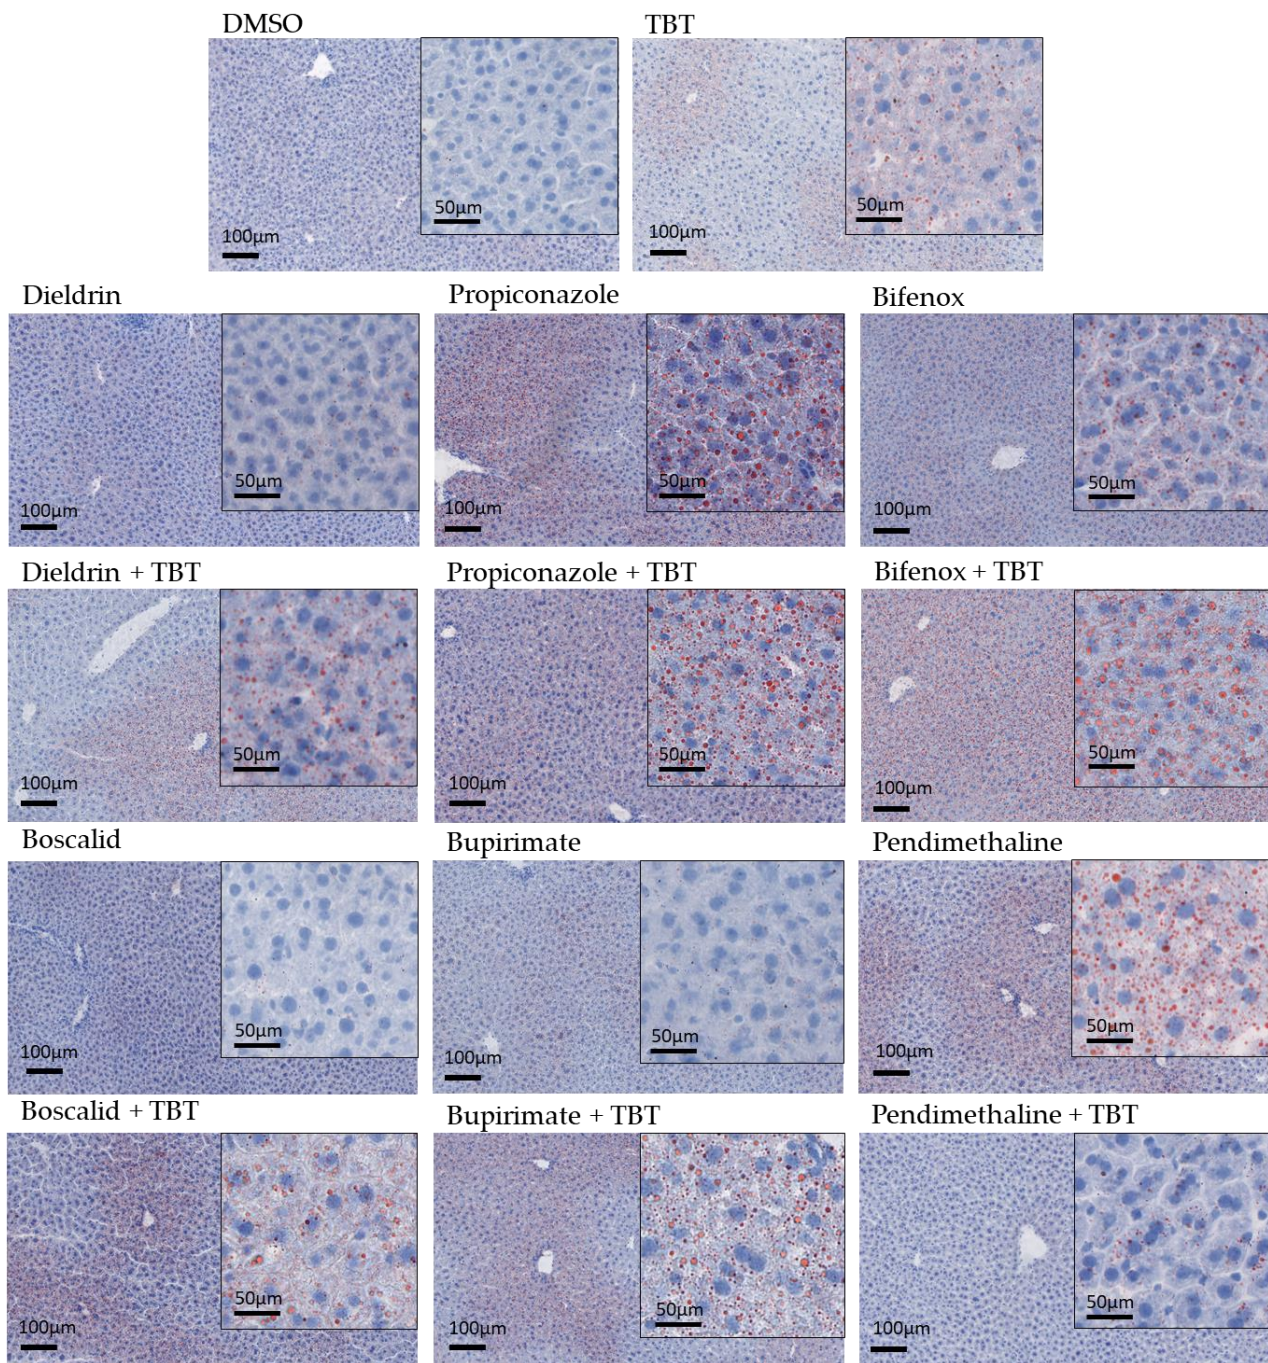 DMSO
TBT
50μm
100μm
50μm
100μm
Dieldrin
Propiconazole
Bifenox
50μm
100μm
50μm
100μm
50μm
100μm
Dieldrin + TBT
Propiconazole + TBT
Bifenox + TBT
50μm
100μm
50μm
100μm
50μm
100μm
Boscalid
Bupirimate
Pendimethaline
50μm
100μm
50μm
100μm
50μm
100μm
Boscalid + TBT
Bupirimate + TBT
Pendimethaline + TBT
50μm
100μm
50μm
100μm
50μm
100μm